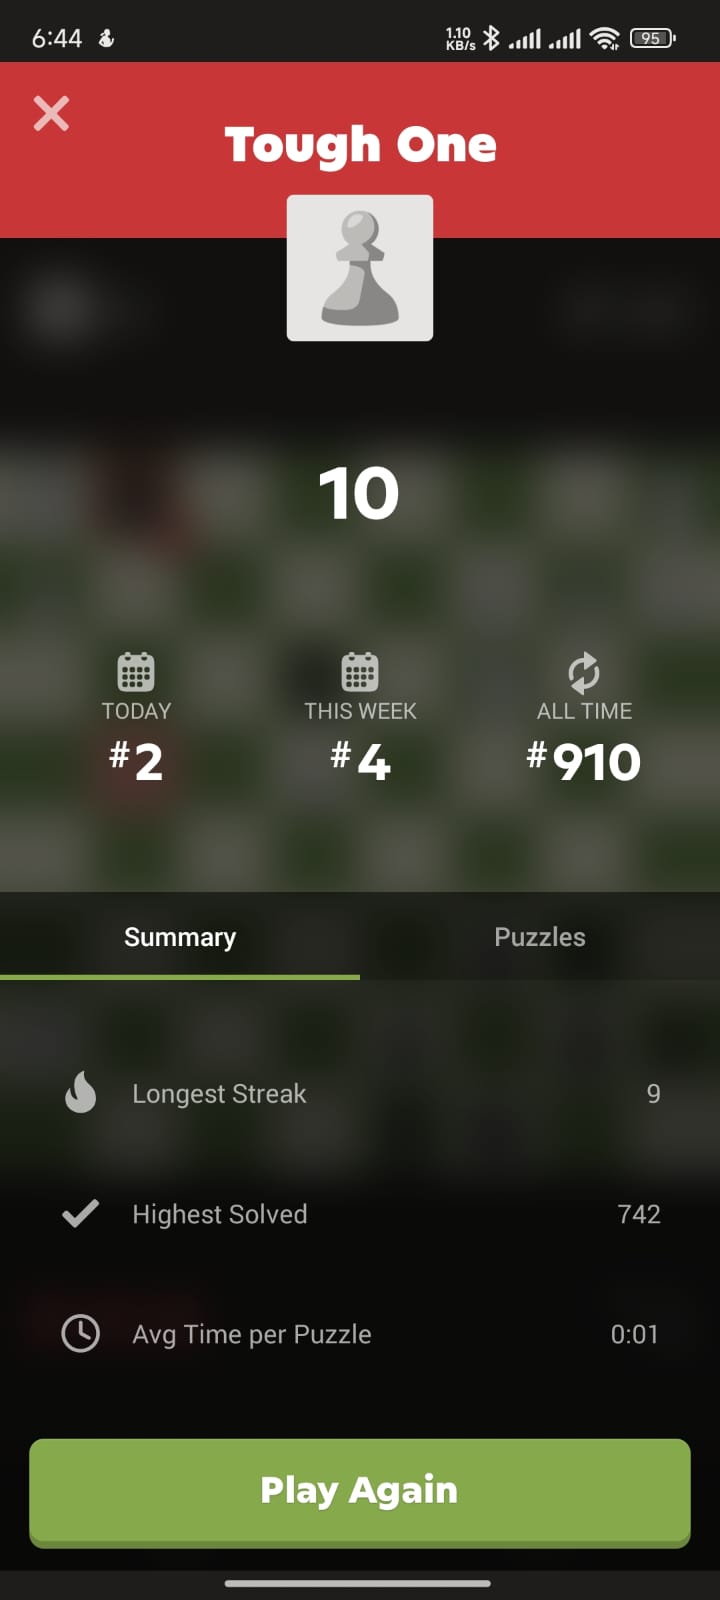 6:44
1.10
KB/s
95
Tough One
10
TODAY
THIS WEEK
ALL TIME
#2
#4
#910
Summary
Puzzles
Longest Streak
9
Highest Solved
742
Avg Time per Puzzle
0:01
Play Again